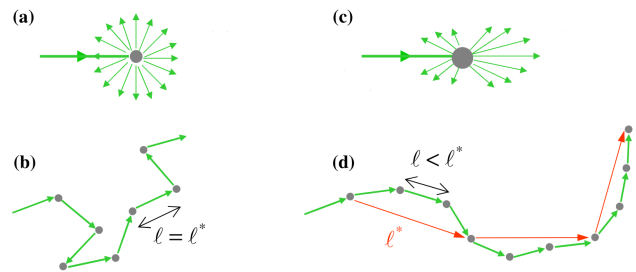 (a)
(c)
(b)
ℓ = ℓ*
(d)
ℓ < ℓ*
ℓ*